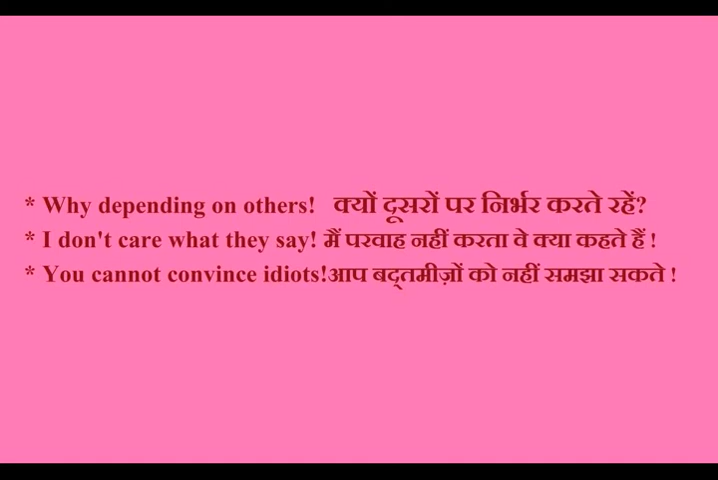 * Why depending on others! क्यों दूसरों पर निर्भर करते रहें?
* I don't care what they say! मैं परवाह नहीं करता वे क्या कहते हैं !
* You cannot convince idiots!आप बद्तमीज़ों को नहीं समझा सकते !